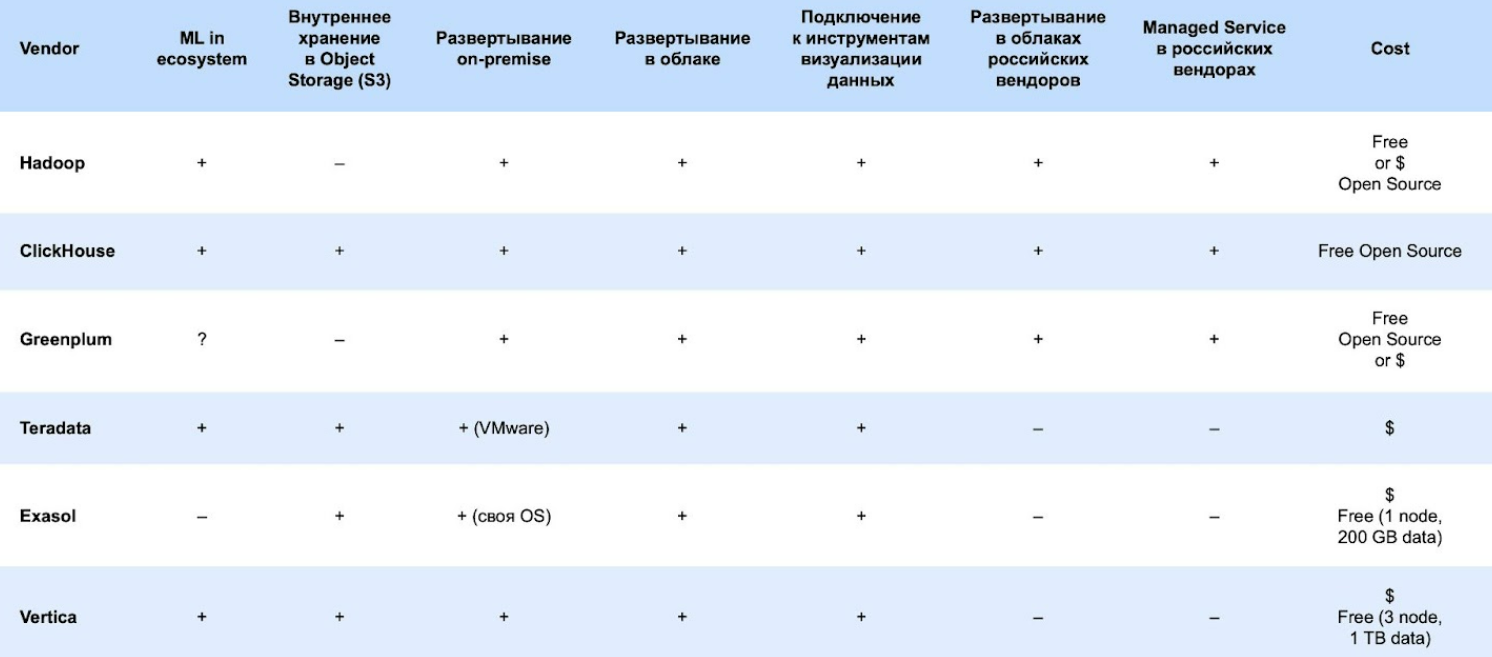 Vendor
ML in
ecosystem
Внутреннее
хранение
в Object
Storage (S3)
Развертывание
on-premise
Развертывание
в облаке
Подключение
к инструментам
визуализации
данных
Развертывание
в облаках
российских
вендоров
Managed Service
в российских
вендорах
Cost
Hadoop + – + + + + + Free
or $
Open Source
ClickHouse + + + + + + + Free Open Source
Greenplum ? – + + + + + Free
Open Source
or $
Teradata + + + (VMware) + + – – $
Exasol – + + (своя OS) + + – – $
Free (1 node,
200 GB data)
Vertica + + + + + – – $
Free (3 node,
1 TB data)